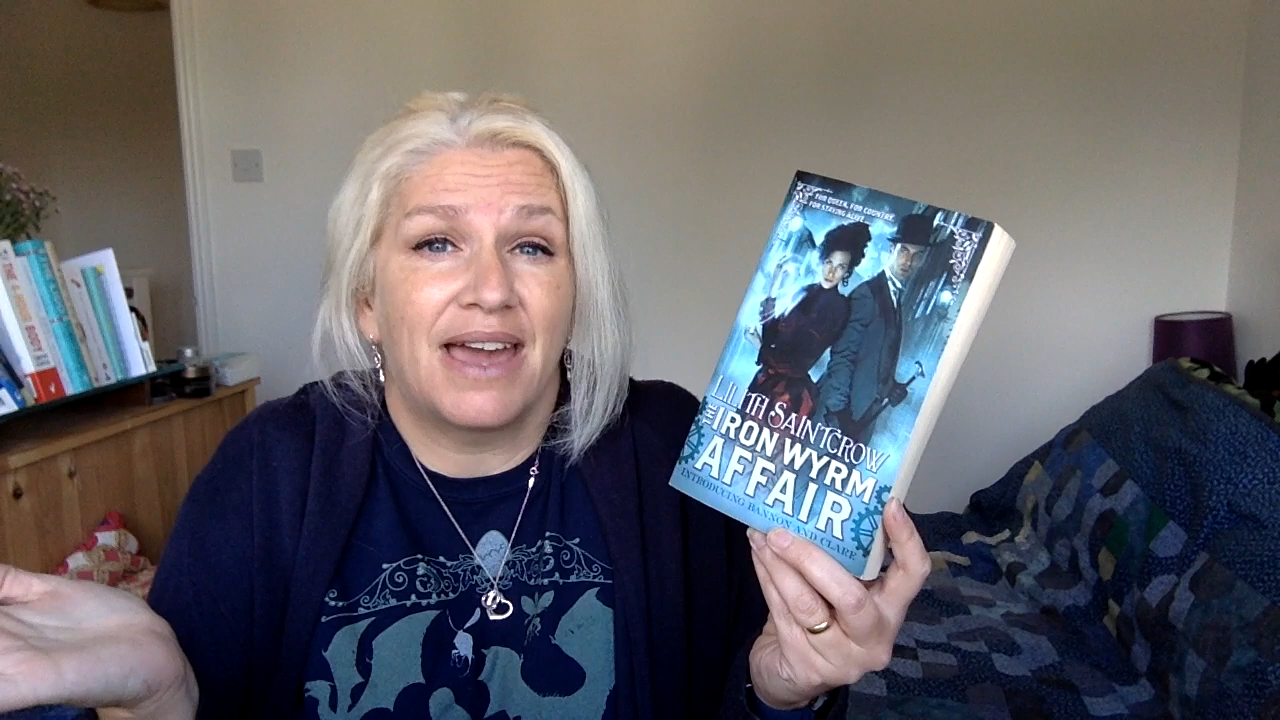 FOR QUEEN, FOR COUNTRY,
FOR STAYING ALIVE...
LILITH SAINTCROW
THE
IRON WYRM
AFFAIR
INTRODUCING BANNON AND CLARE